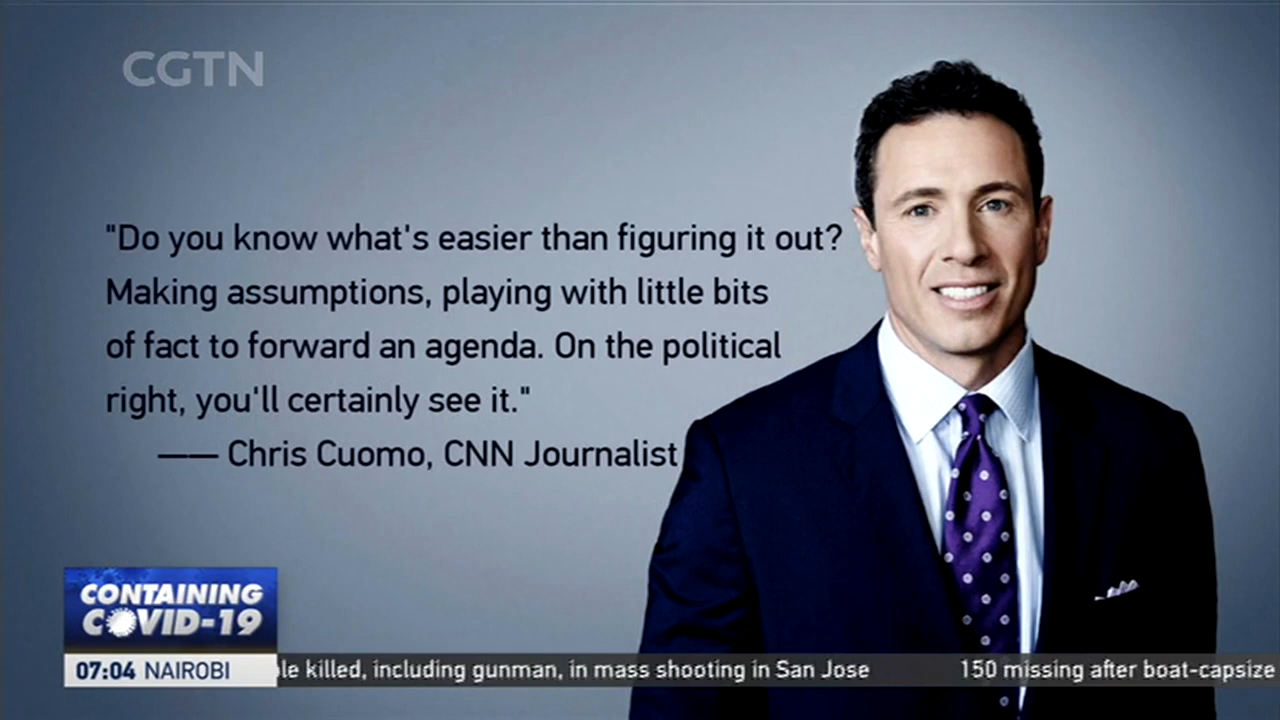 CGTN
"Do you know what's easier than figuring it out?
Making assumptions, playing with little bits
of fact to forward an agenda. On the political
right, you'll certainly see it."
—— Chris Cuomo, CNN Journalist
CONTAINING
COVID-19
07:04 NAIROBI
killed, including gunman, in mass shooting in San Jose 150 missing after boat-capsize